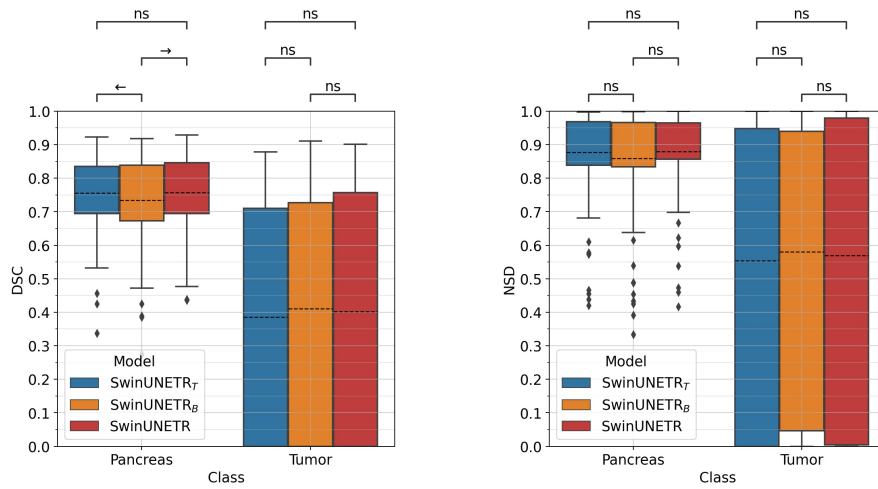 ns
→
←
ns
ns
ns
DSC
1.0
0.9
0.8
0.7
0.6
0.5
0.4
0.3
0.2
0.1
0.0
Model
SwinUNETR_T
SwinUNETR_B
SwinUNETR
Pancreas Tumor
Class
ns
ns
ns
ns
ns
ns
NSD
1.0
0.9
0.8
0.7
0.6
0.5
0.4
0.3
0.2
0.1
0.0
Model
SwinUNETR_T
SwinUNETR_B
SwinUNETR
Pancreas Tumor
Class